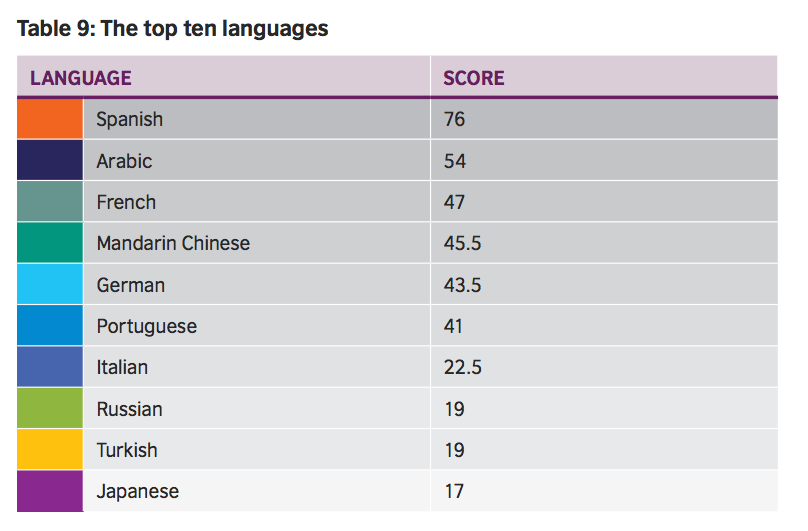 Table 9: The top ten languages
LANGUAGE SCORE
Spanish 76
Arabic 54
French 47
Mandarin Chinese 45.5
German 43.5
Portuguese 41
Italian 22.5
Russian 19
Turkish 19
Japanese 17